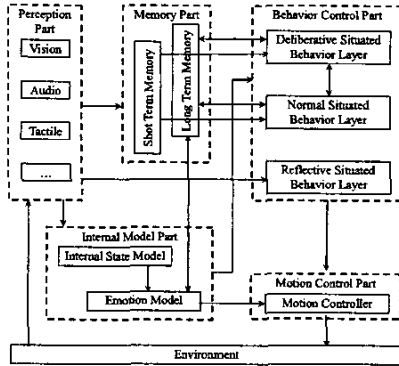 Perception
Part
Vision
Audio
Tactile
...
Memory Part
Shot Term Memory
Long Term Memory
Behavior Control Part
Deliberative Situated
Behavior Layer
Normal Situated
Behavior Layer
Reflective Situated
Behavior Layer
Internal Model Part
Internal State Model
Emotion Model
Motion Control Part
Motion Controller
Environment